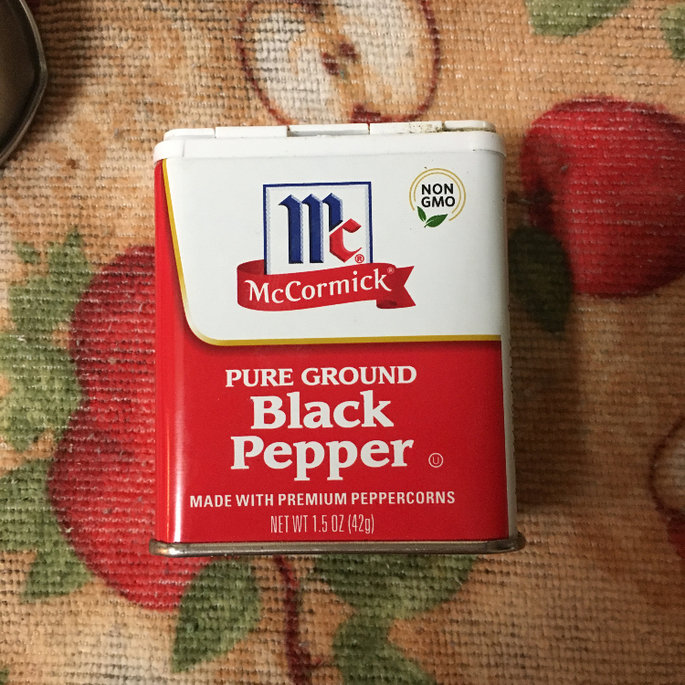 NON
GMO
Mc
McCormick®
PURE GROUND
Black
Pepper
U
MADE WITH PREMIUM PEPPERCORNS
NET WT 1.5 OZ (42g)